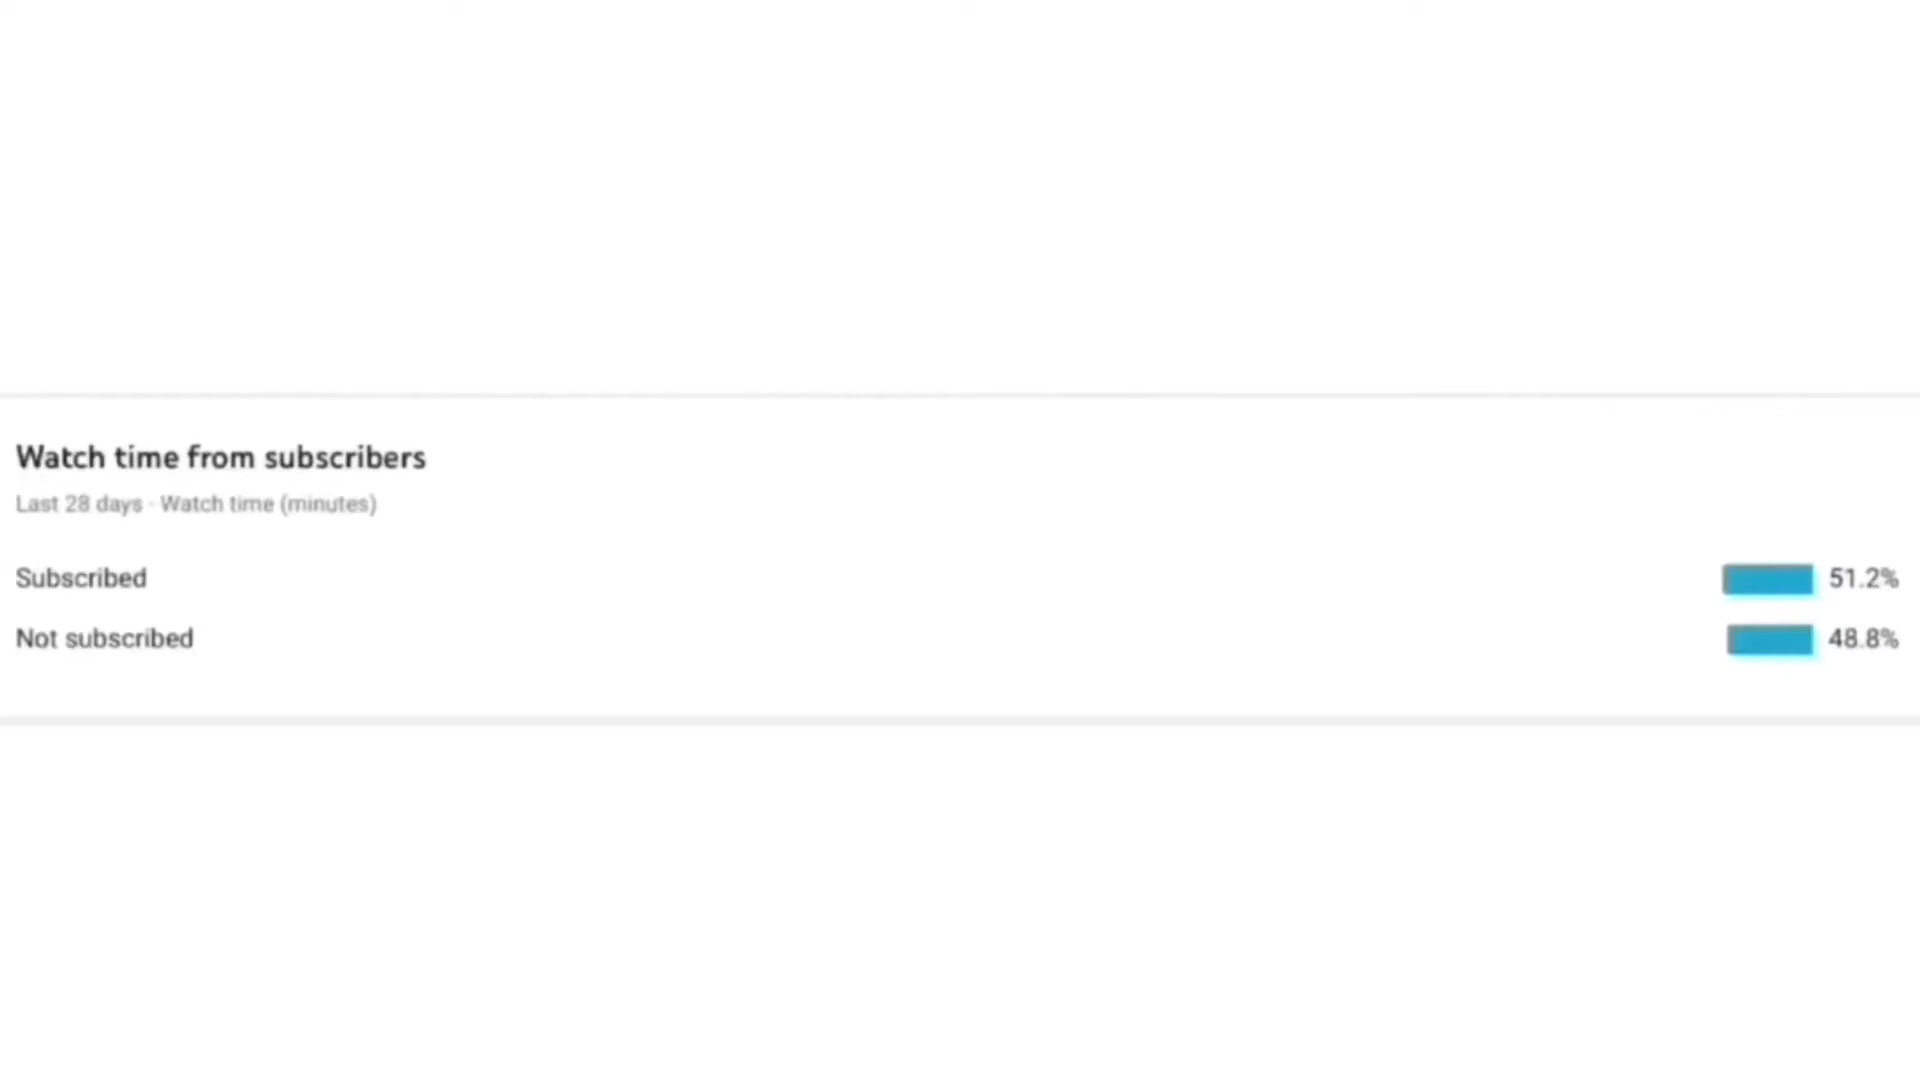 Watch time from subscribers
Last 28 days · Watch time (minutes)
Subscribed 51.2%
Not subscribed 48.8%